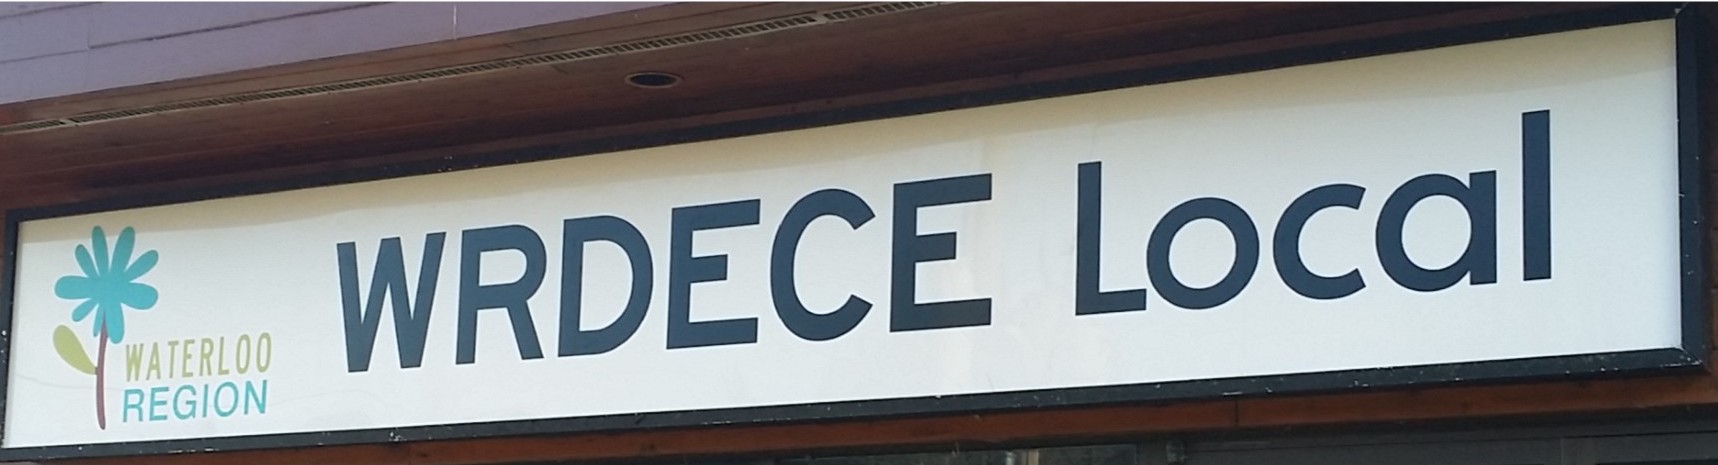 WATERLOO
REGION
WRDECE Local